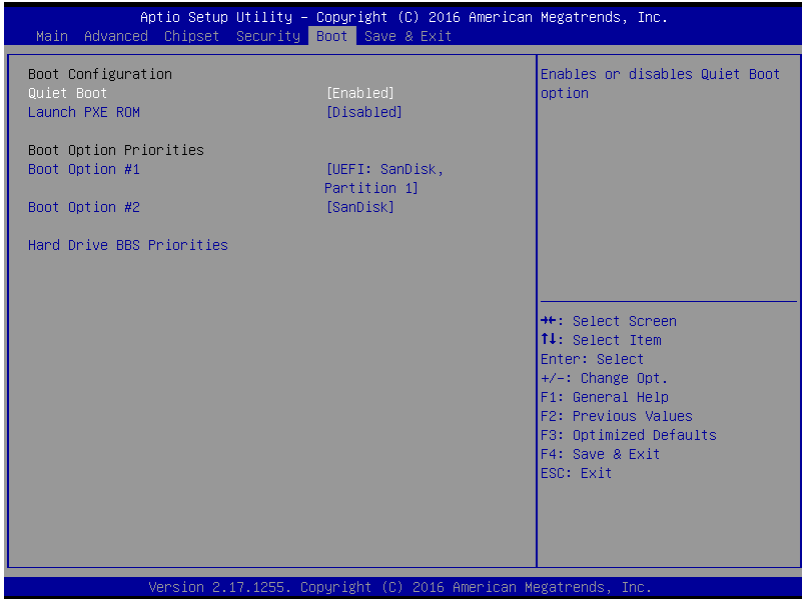 Aptio Setup Utility – Copyright (C) 2016 American Megatrends, Inc.
Main Advanced Chipset Security Boot Save & Exit
Boot Configuration
Quiet Boot [Enabled]
Launch PXE ROM [Disabled]
Boot Option Priorities
Boot Option #1 [UEFI: SanDisk,
Partition 1]
Boot Option #2 [SanDisk]
Hard Drive BBS Priorities
Enables or disables Quiet Boot
option
→←: Select Screen
↑↓: Select Item
Enter: Select
+/-: Change Opt.
F1: General Help
F2: Previous Values
F3: Optimized Defaults
F4: Save & Exit
ESC: Exit
Version 2.17.1255. Copyright (C) 2016 American Megatrends, Inc.